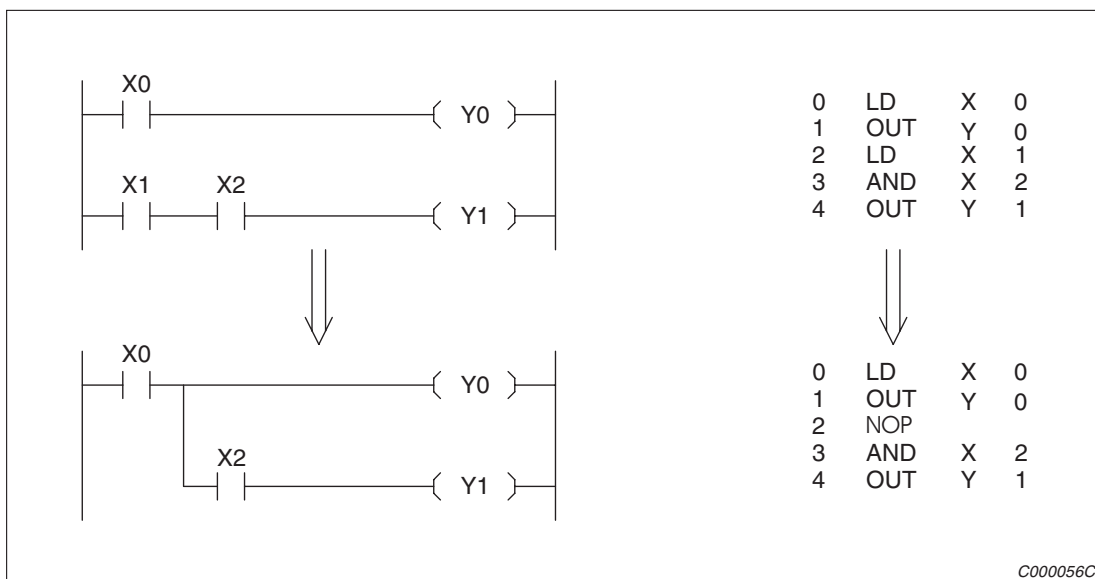 X0
Y0
X1 X2
Y1
0 LD X 0
1 OUT Y 0
2 LD X 1
3 AND X 2
4 OUT Y 1
X0
Y0
X2
Y1
0 LD X 0
1 OUT Y 0
2 NOP
3 AND X 2
4 OUT Y 1
C000056C